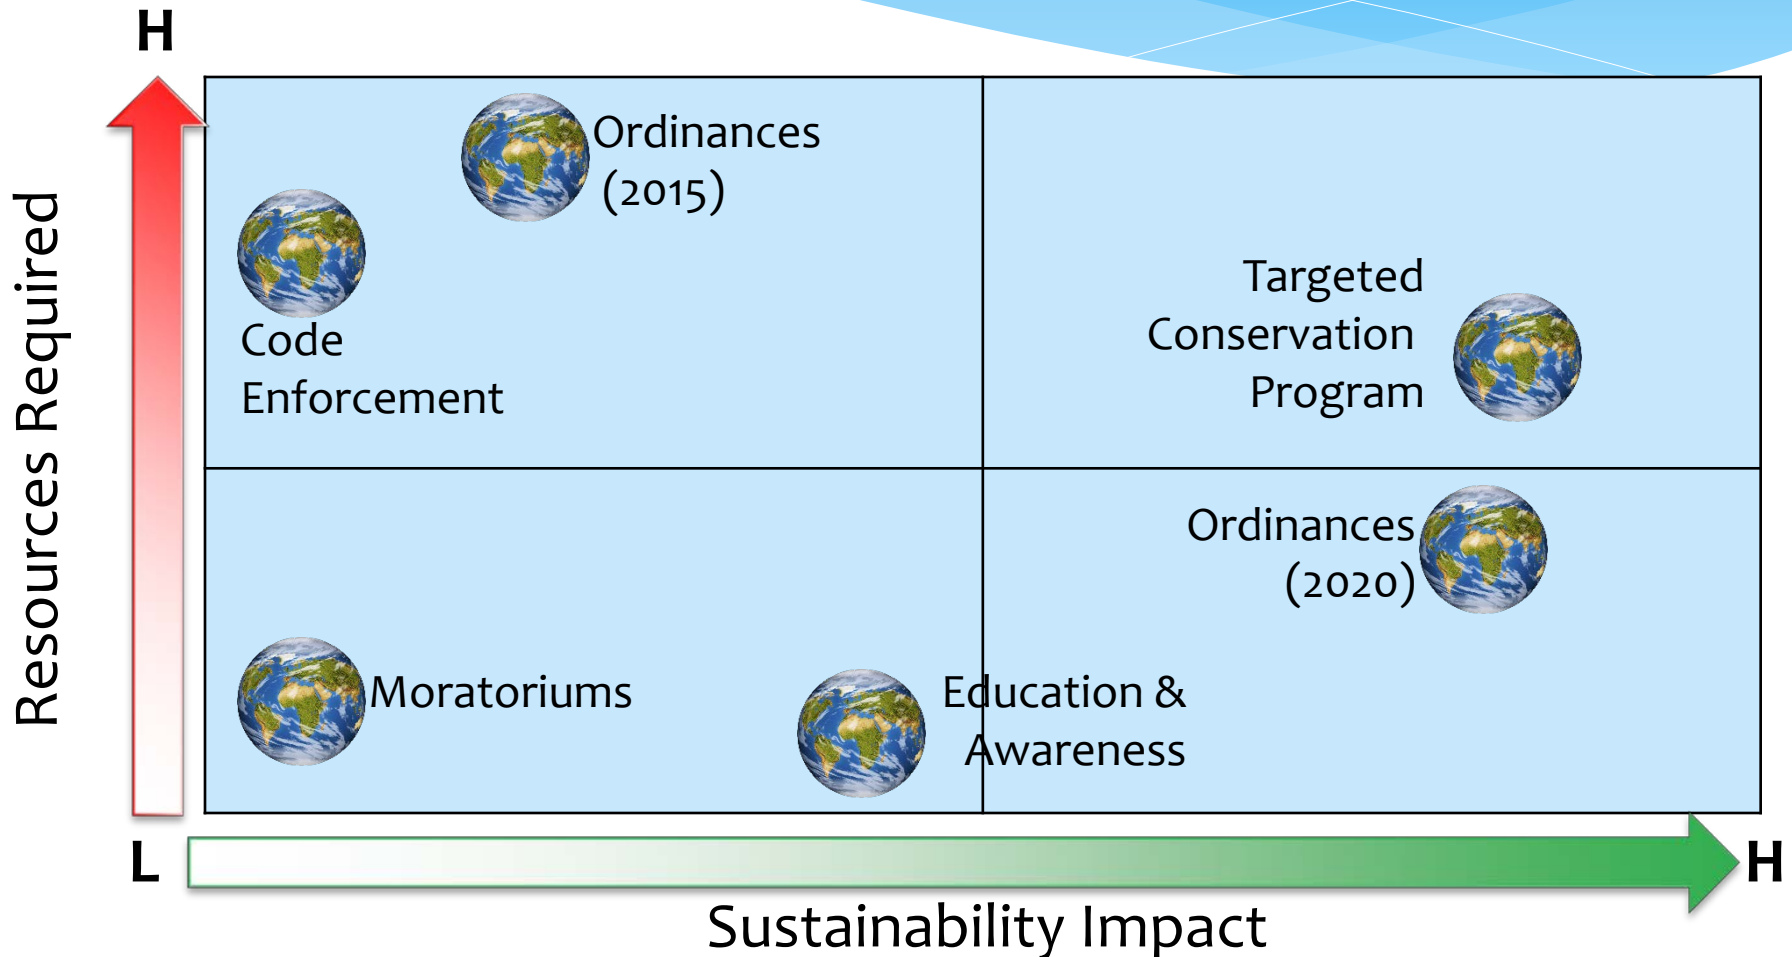 H
Ordinances
(2015)
Code
Enforcement
Targeted
Conservation
Program
Ordinances
(2020)
Moratoriums
Education &
Awareness
Resources Required
L
H
Sustainability Impact